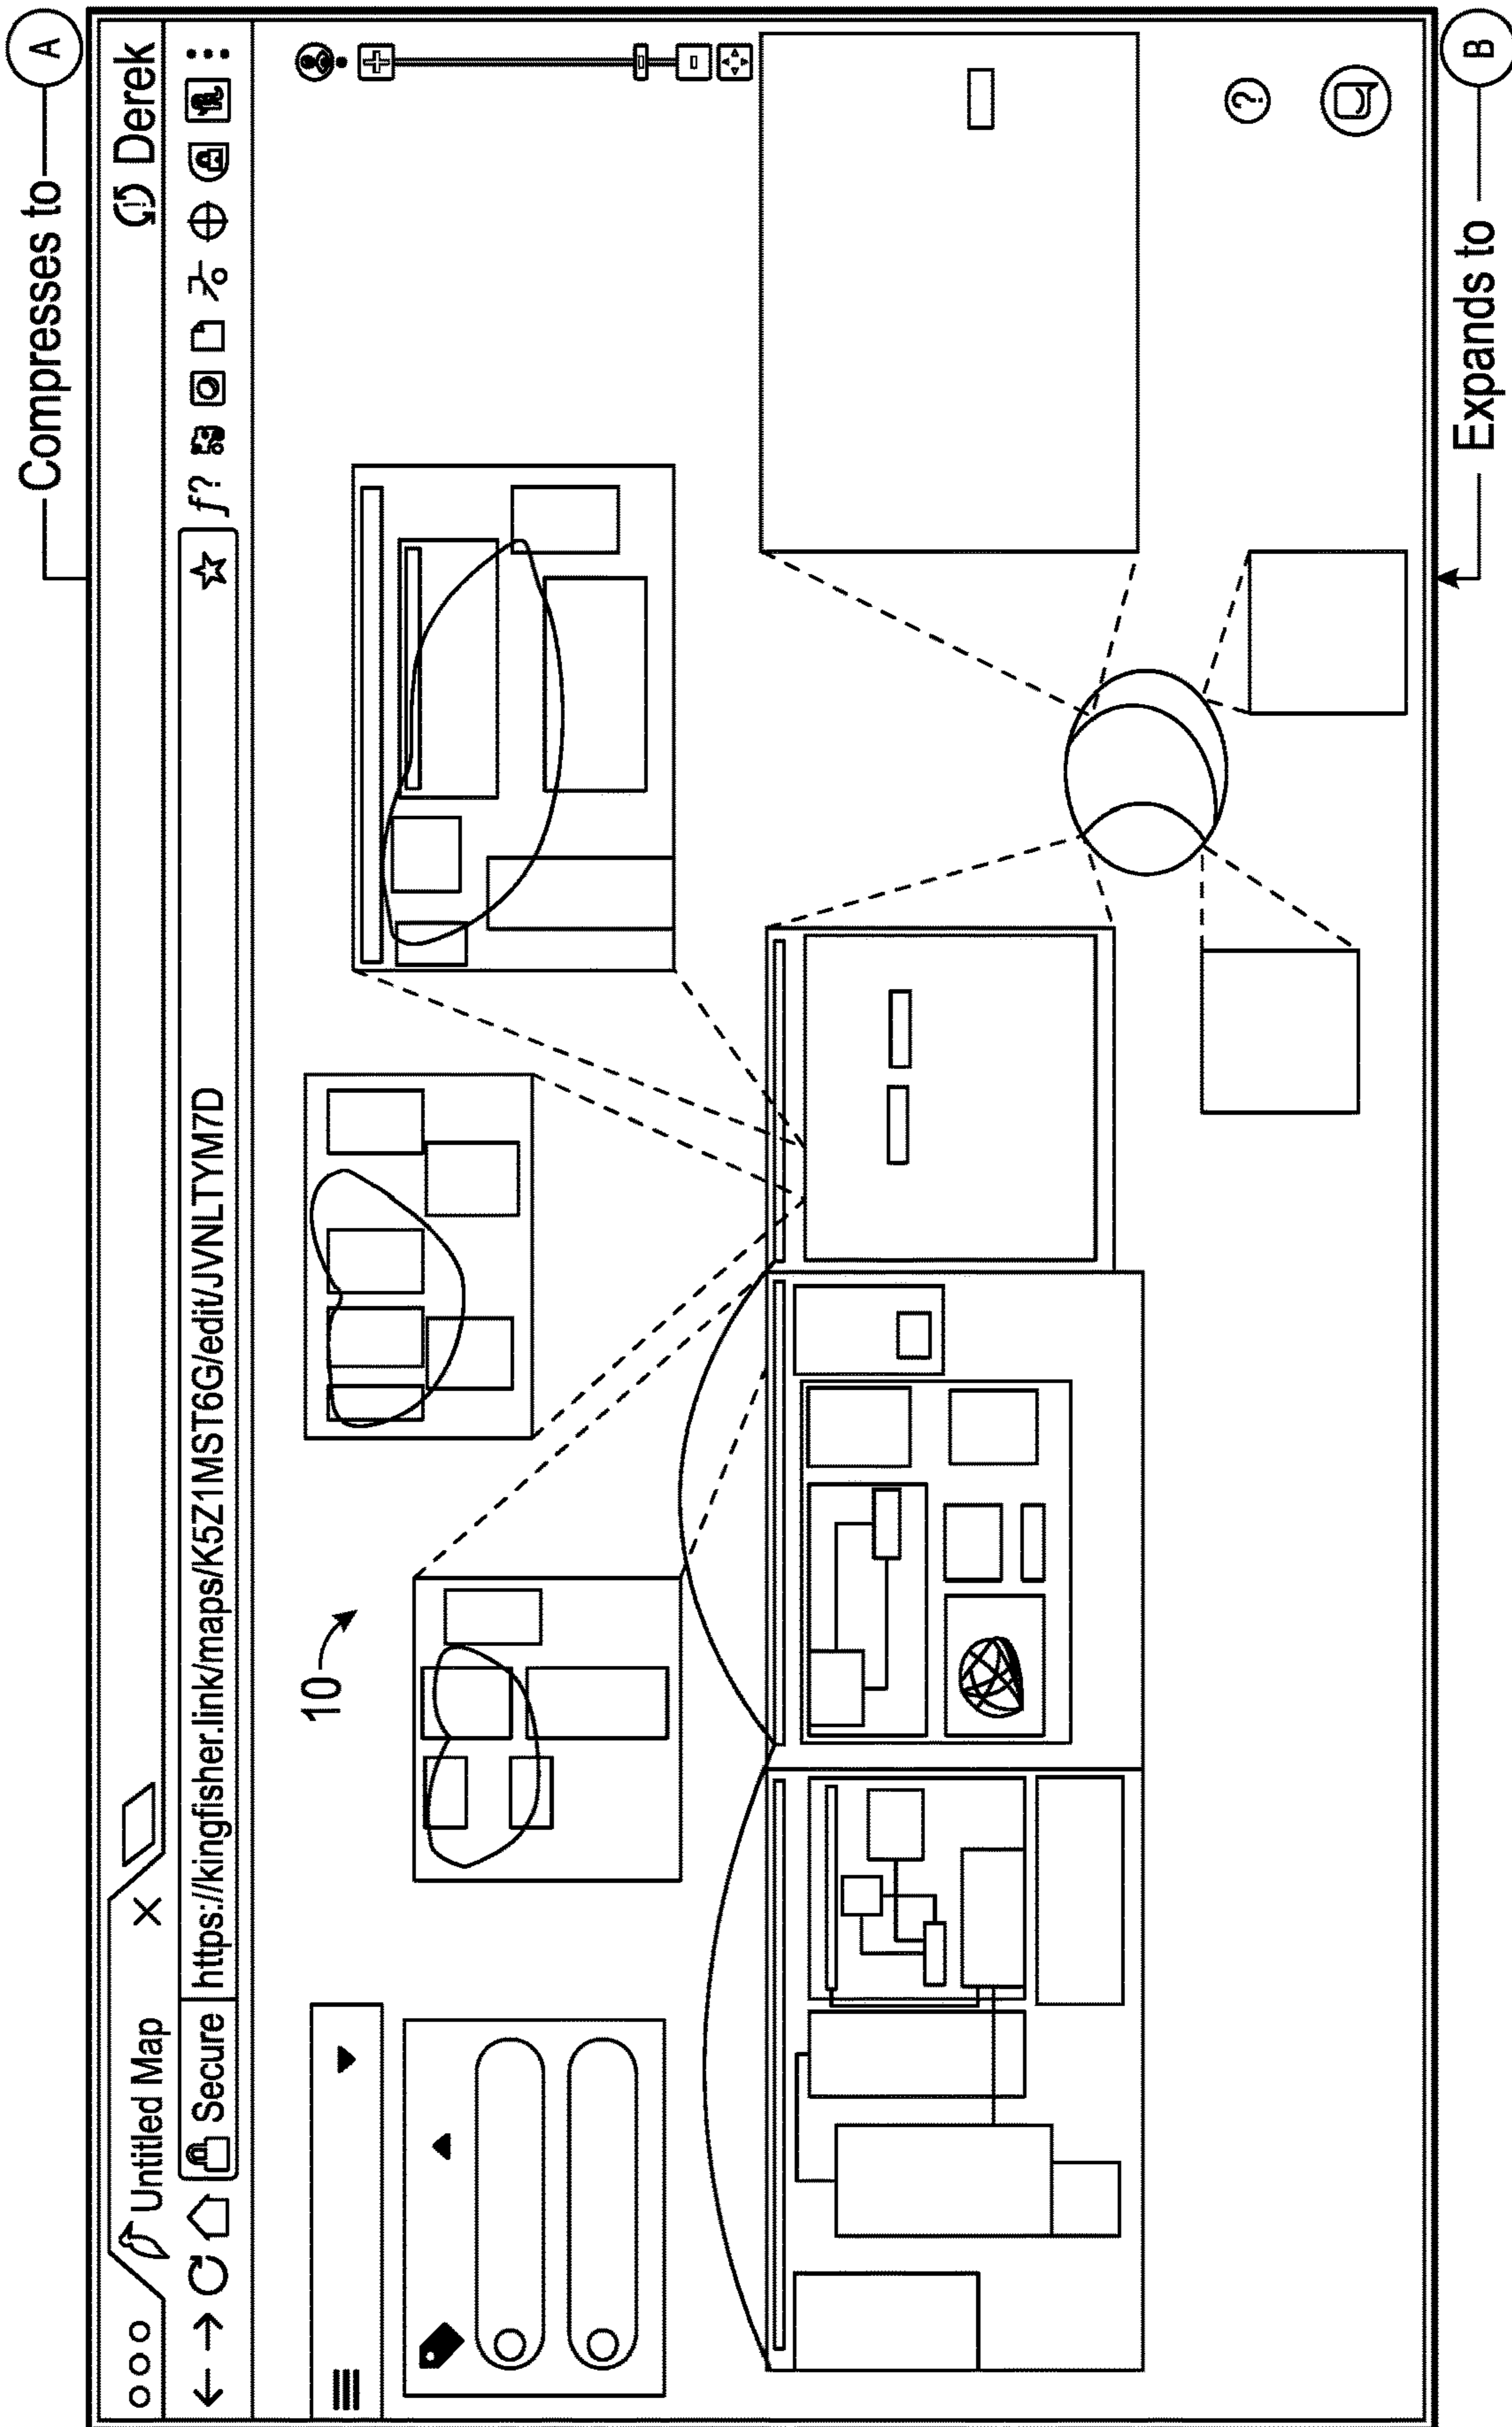 Compresses to
A
Untitled Map
Derek
Secure
https://kingfisher.link/maps/K5Z1MST6G/edit/JVNLTYM7D
f?
10
?
Expands to
B